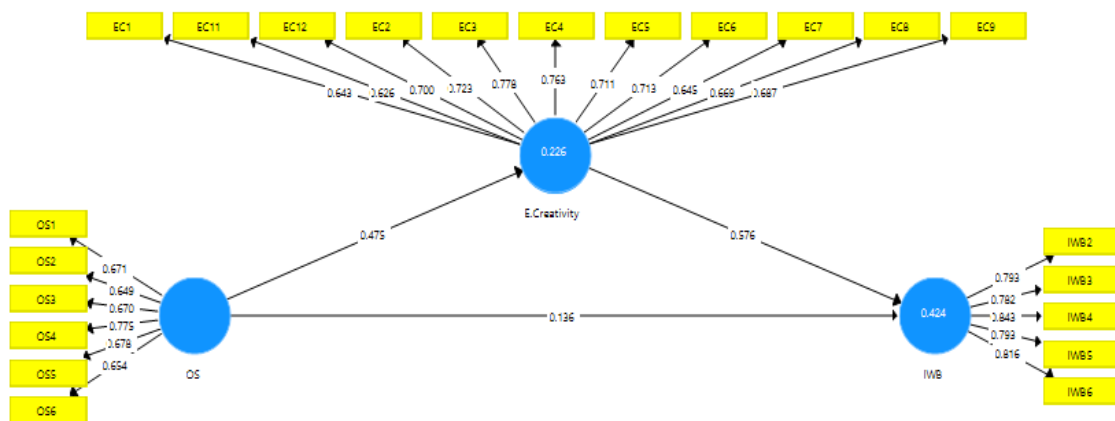 EC1 EC11 EC12 EC2 EC3 EC4 EC5 EC6 EC7 EC8 EC9
0.643 0.626 0.700 0.723 0.778 0.763 0.711 0.713 0.645 0.669 0.687
0.226
E.Creativity
0.475
0.576
OS1
OS2
OS3
OS4
OS5
OS6
0.671
0.649
0.670
0.775
0.678
0.654
OS
0.136
0.424
IWB
0.793
0.782
0.843
0.793
0.816
IWB2
IWB3
IWB4
IWB5
IWB6